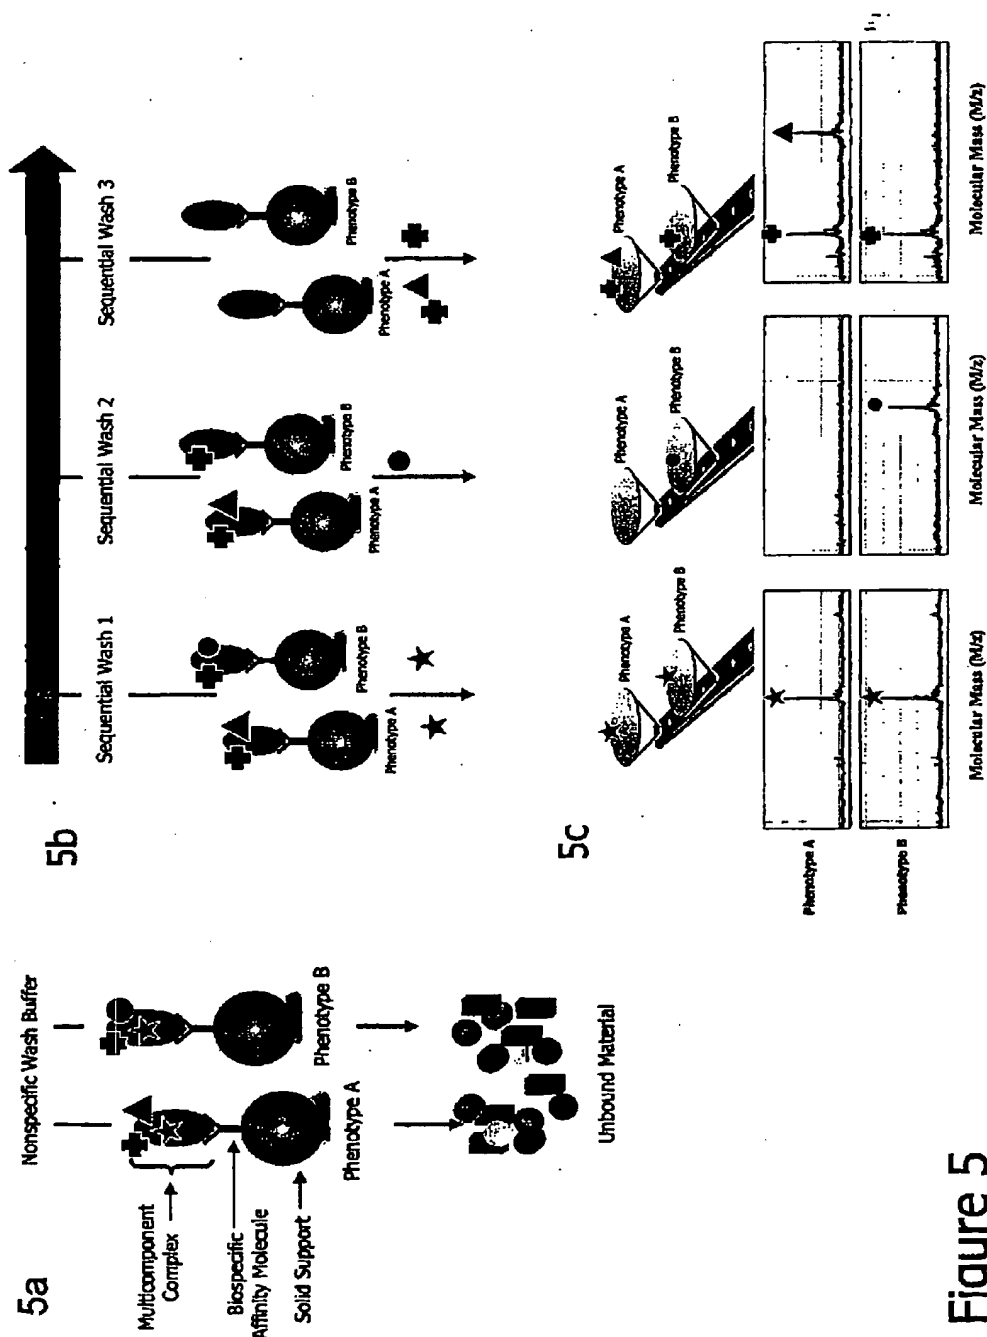 5a
Nonspecific Wash Buffer
Multicomponent
Complex
Biospecific
Affinity Molecule
Solid Support
Phenotype A
Phenotype B
Unbound Material
5b
Sequential Wash 1
Sequential Wash 2
Sequential Wash 3
Phenotype A
Phenotype B
Phenotype A
Phenotype B
Phenotype A
Phenotype B
5c
Phenotype A
Phenotype B
Phenotype A
Phenotype B
Phenotype A
Phenotype B
Phenotype A
Phenotype B
Molecular Mass (M/z)
Molecular Mass (M/z)
Molecular Mass (M/z)
Figure 5